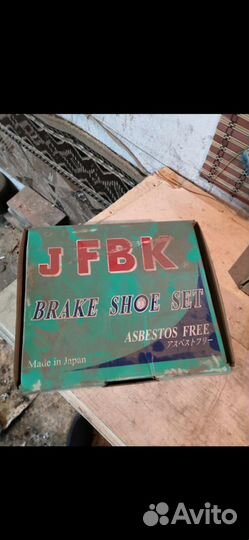 JFBK
BRAKE SHOE SET
ASBESTOS FREE
アスベストフリー
Made in Japan
Avito